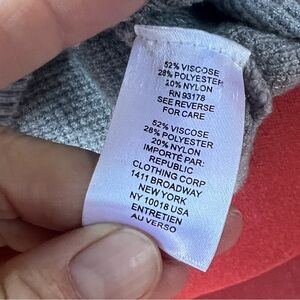 52% VISCOSE
28% POLYESTER
20% NYLON
RN 93178
SEE REVERSE
FOR CARE
52% VISCOSE
28% POLYESTER
20% NYLON
IMPORTÉ PAR:
REPUBLIC
CLOTHING CORP
1411 BROADWAY
NEW YORK
NY 10018 USA
ENTRETIEN
AU VERSO